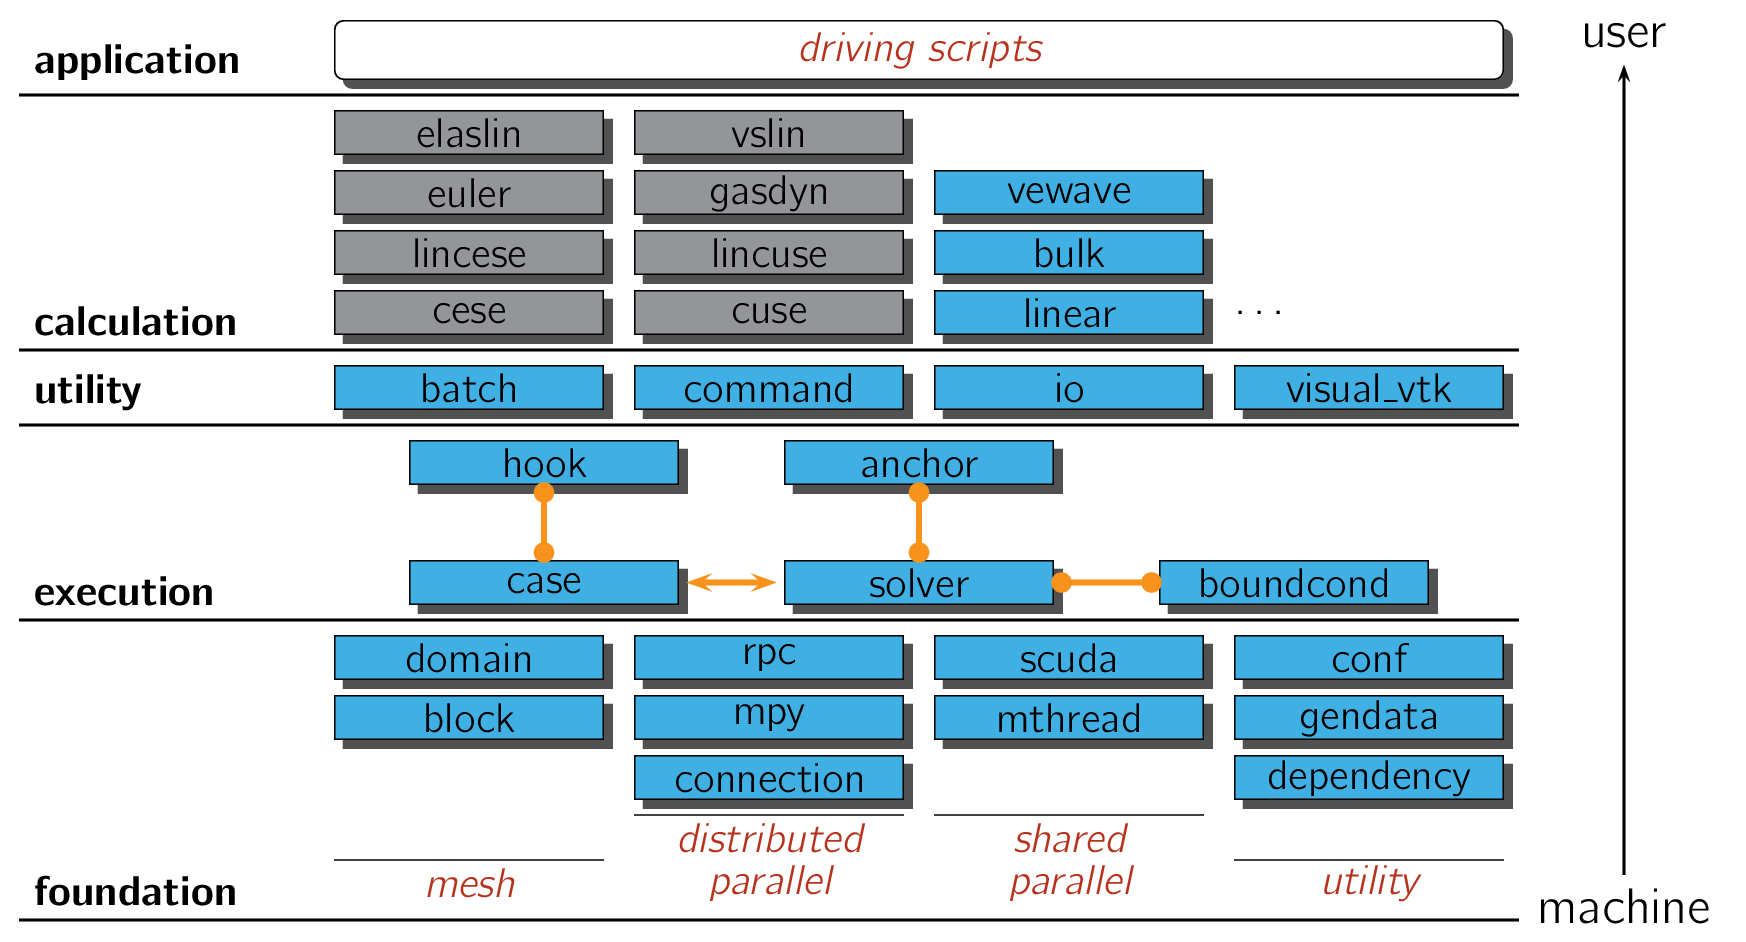 application
driving scripts
user
elaslin
vslin
euler
gasdyn
vewave
lincese
lincuse
bulk
calculation
cese
cuse
linear
. . .
utility
batch
command
io
visual_vtk
hook
anchor
execution
case
solver
boundcond
domain
rpc
scuda
conf
block
mpy
mthread
gendata
connection
dependency
distributed
parallel
shared
parallel
foundation
mesh
utility
machine